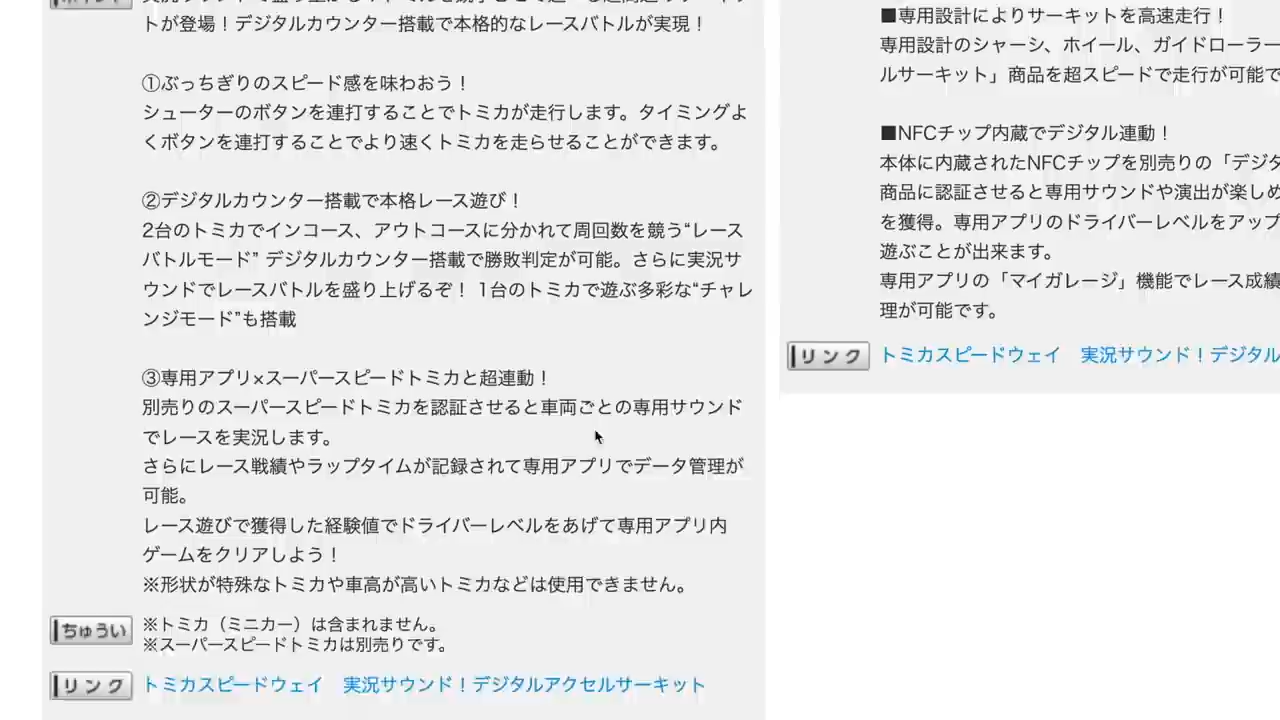 トが登場！デジタルカウンター搭載で本格的なレースバトルが実現！
①ぶっちぎりのスピード感を味わおう！
シューターのボタンを連打することでトミカが走行します。タイミングよ
くボタンを連打することでより速くトミカを走らせることができます。
②デジタルカウンター搭載で本格レース遊び！
2台のトミカでインコース、アウトコースに分かれて周回数を競う“レース
バトルモード” デジタルカウンター搭載で勝敗判定が可能。さらに実況サ
ウンドでレースバトルを盛り上げるぞ！ 1台のトミカで遊ぶ多彩な“チャレ
ンジモード”も搭載
③専用アプリ×スーパースピードトミカと超連動！
別売りのスーパースピードトミカを認証させると車両ごとの専用サウンド
でレースを実況します。
さらにレース戦績やラップタイムが記録されて専用アプリでデータ管理が
可能。
レース遊びで獲得した経験値でドライバーレベルをあげて専用アプリ内
ゲームをクリアしよう！
※形状が特殊なトミカや車高が高いトミカなどは使用できません。
ちゅうい
※トミカ（ミニカー）は含まれません。
※スーパースピードトミカは別売りです。
リンク
トミカスピードウェイ　実況サウンド！デジタルアクセルサーキット
■専用設計によりサーキットを高速走行！
専用設計のシャーシ、ホイール、ガイドローラー
ルサーキット」商品を超スピードで走行が可能で
■NFCチップ内蔵でデジタル連動！
本体に内蔵されたNFCチップを別売りの「デジタ
商品に認証させると専用サウンドや演出が楽しめ
を獲得。専用アプリのドライバーレベルをアップ
遊ぶことが出来ます。
専用アプリの「マイガレージ」機能でレース成績
理が可能です。
リンク
トミカスピードウェイ　実況サウンド！デジタル